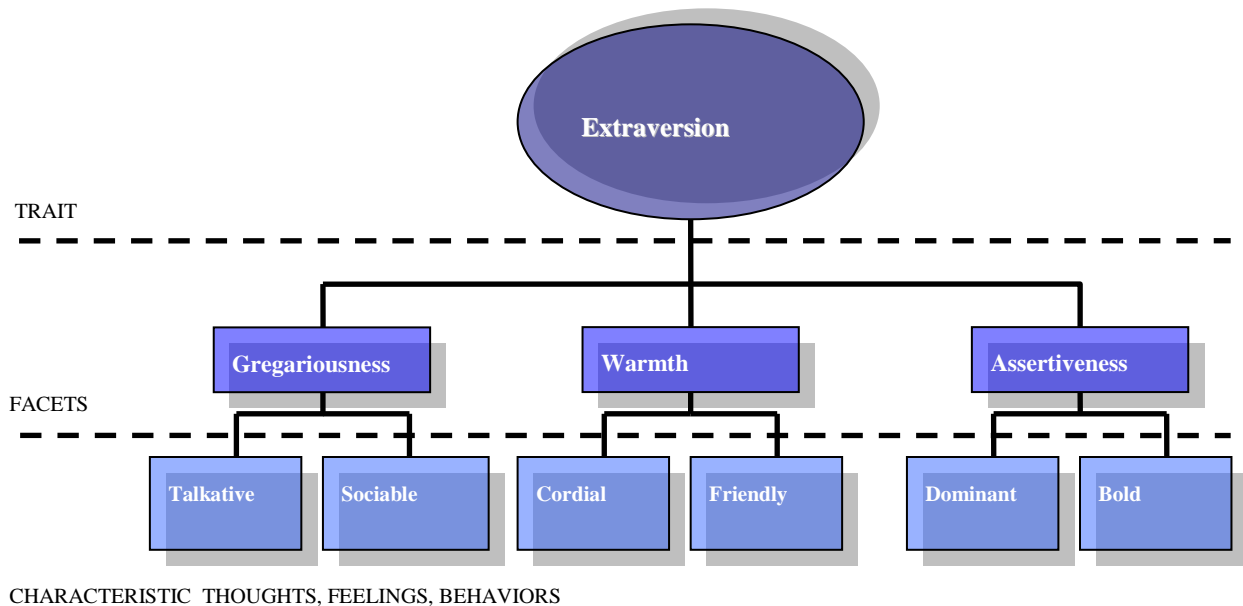 Extraversion
TRAIT
Gregariousness
Warmth
Assertiveness
FACETS
Talkative
Sociable
Cordial
Friendly
Dominant
Bold
CHARACTERISTIC THOUGHTS, FEELINGS, BEHAVIORS